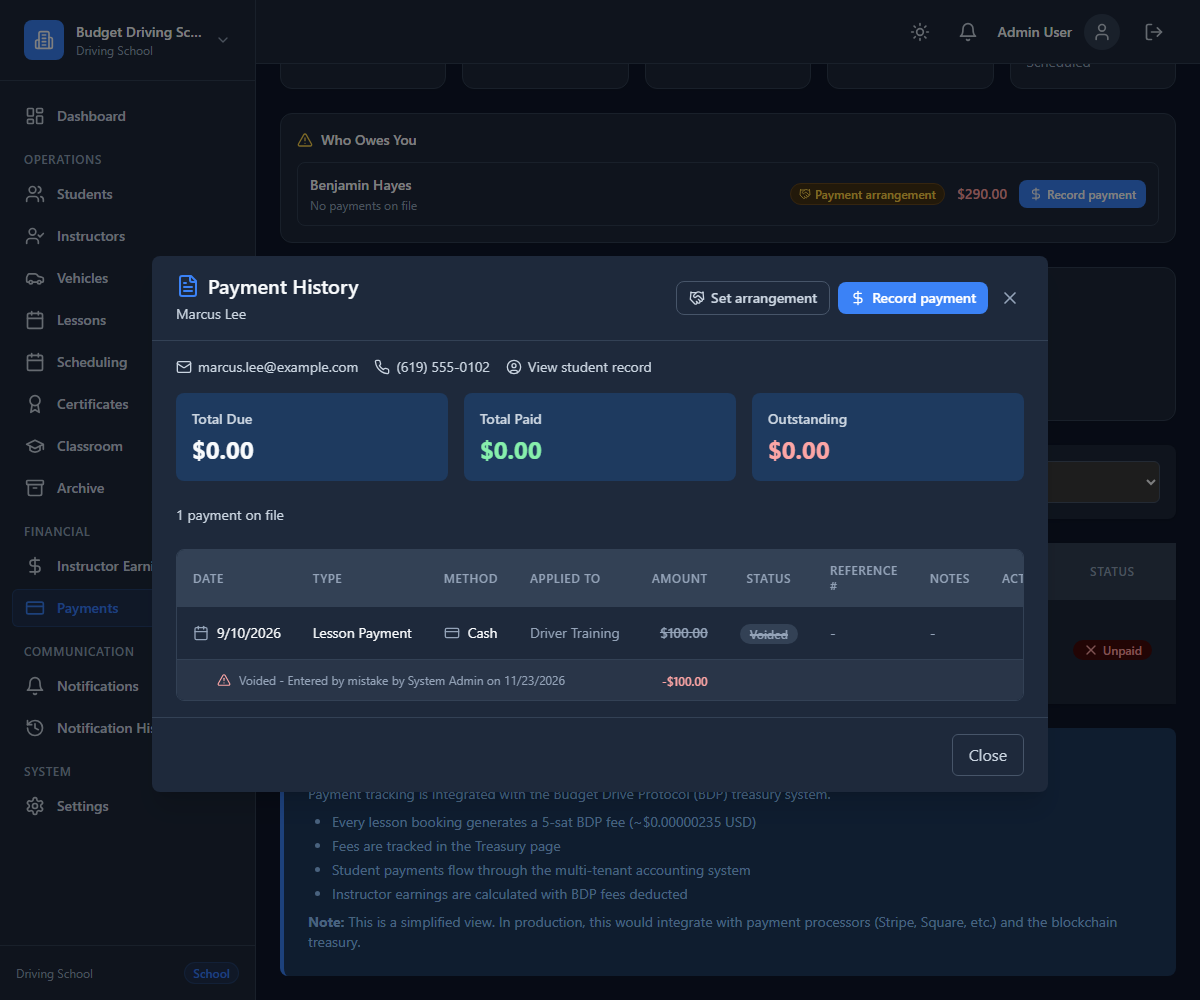 Budget Driving Sc...
Driving School
Admin User
Dashboard
OPERATIONS
Students
Instructors
Vehicles
Lessons
Scheduling
Certificates
Classroom
Archive
FINANCIAL
Instructor Earni
Payments
COMMUNICATION
Notifications
Notification His
SYSTEM
Settings
Driving School
School
Scheduled
Who Owes You
Benjamin Hayes
No payments on file
Payment arrangement
$290.00
Record payment
Payment History
Marcus Lee
Set arrangement
Record payment
marcus.lee@example.com
(619) 555-0102
View student record
Total Due
$0.00
Total Paid
$0.00
Outstanding
$0.00
1 payment on file
DATE TYPE METHOD APPLIED TO AMOUNT STATUS REFERENCE # NOTES ACT
9/10/2026 Lesson Payment Cash Driver Training $100.00 Voided - -
Voided - Entered by mistake by System Admin on 11/23/2026 -$100.00
Close
STATUS
Unpaid
Payment tracking is integrated with the Budget Drive Protocol (BDP) treasury system.
• Every lesson booking generates a 5-sat BDP fee (~$0.00000235 USD)
• Fees are tracked in the Treasury page
• Student payments flow through the multi-tenant accounting system
• Instructor earnings are calculated with BDP fees deducted
Note: This is a simplified view. In production, this would integrate with payment processors (Stripe, Square, etc.) and the blockchain
treasury.